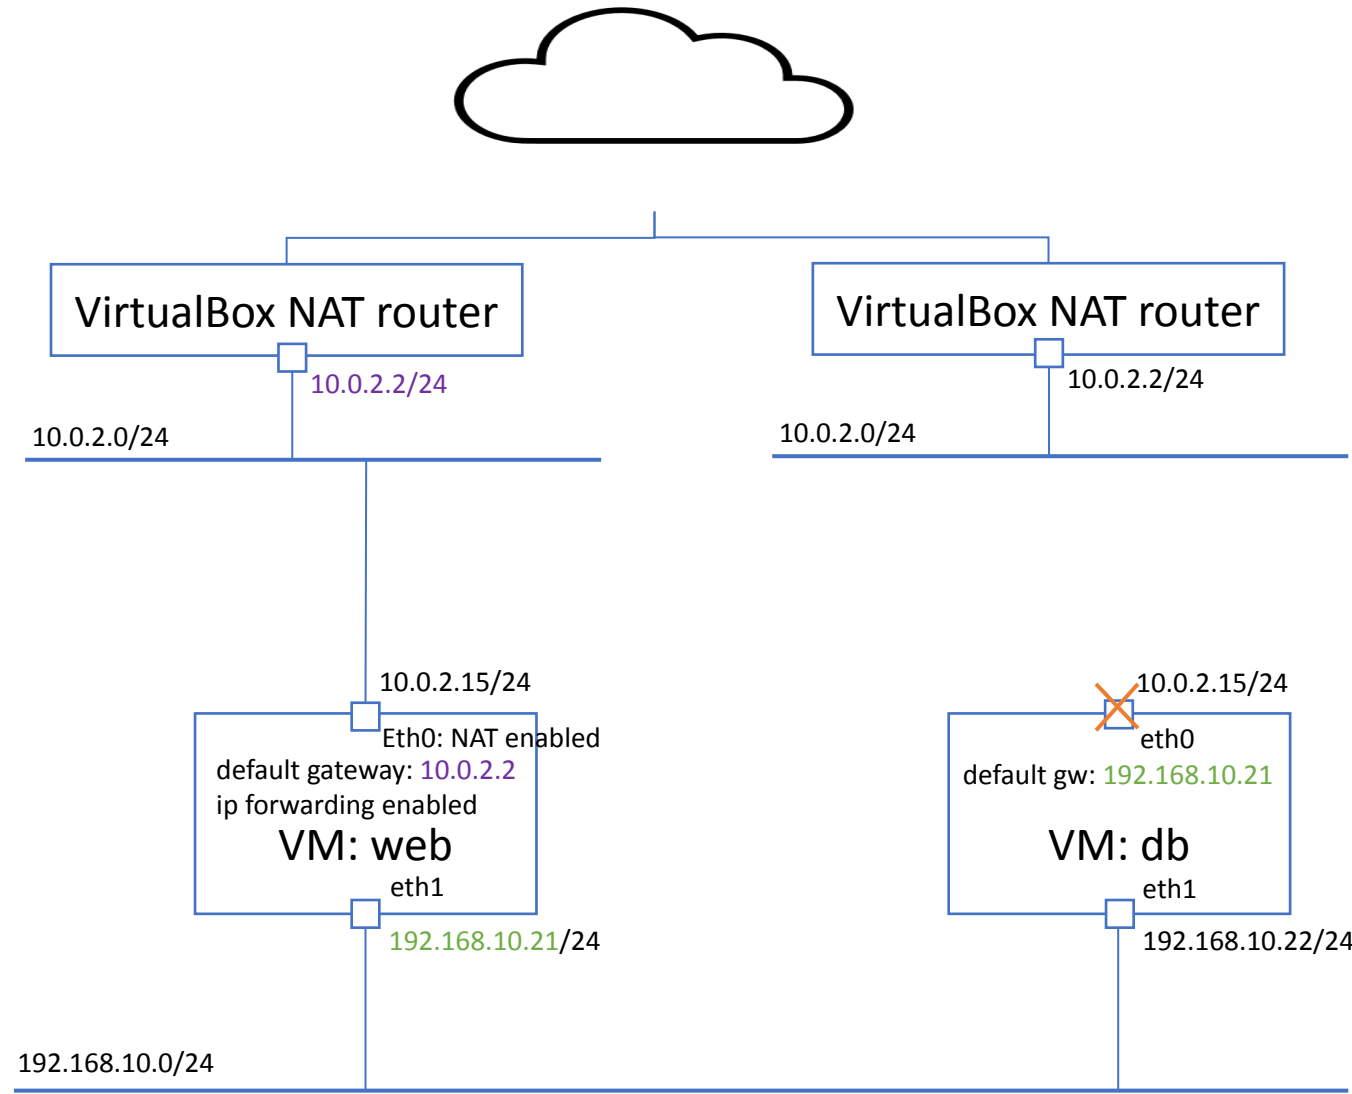 VirtualBox NAT router
VirtualBox NAT router
10.0.2.2/24
10.0.2.2/24
10.0.2.0/24
10.0.2.0/24
10.0.2.15/24
10.0.2.15/24
Eth0: NAT enabled
eth0
default gateway: 10.0.2.2
default gw: 192.168.10.21
ip forwarding enabled
VM: web
VM: db
eth1
eth1
192.168.10.21/24
192.168.10.22/24
192.168.10.0/24